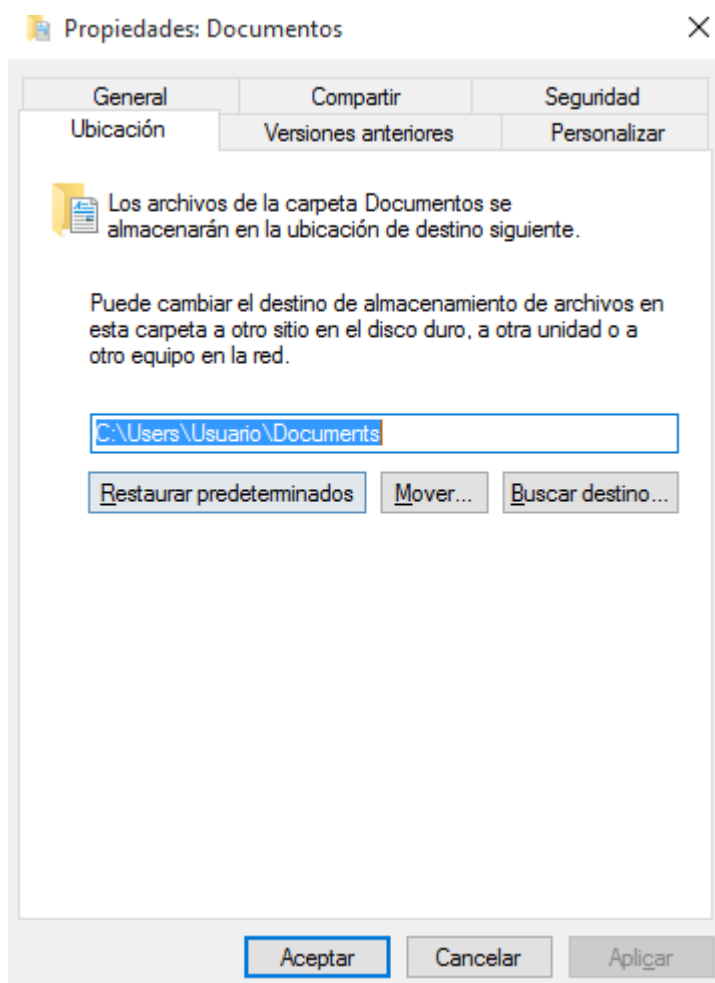 Propiedades: Documentos
General
Compartir
Seguridad
Ubicación
Versiones anteriores
Personalizar
Los archivos de la carpeta Documentos se
almacenarán en la ubicación de destino siguiente.
Puede cambiar el destino de almacenamiento de archivos en
esta carpeta a otro sitio en el disco duro, a otra unidad o a
otro equipo en la red.
C:\Users\Usuario\Documents
Restaurar predeterminados
Mover...
Buscar destino...
Aceptar
Cancelar
Aplicar